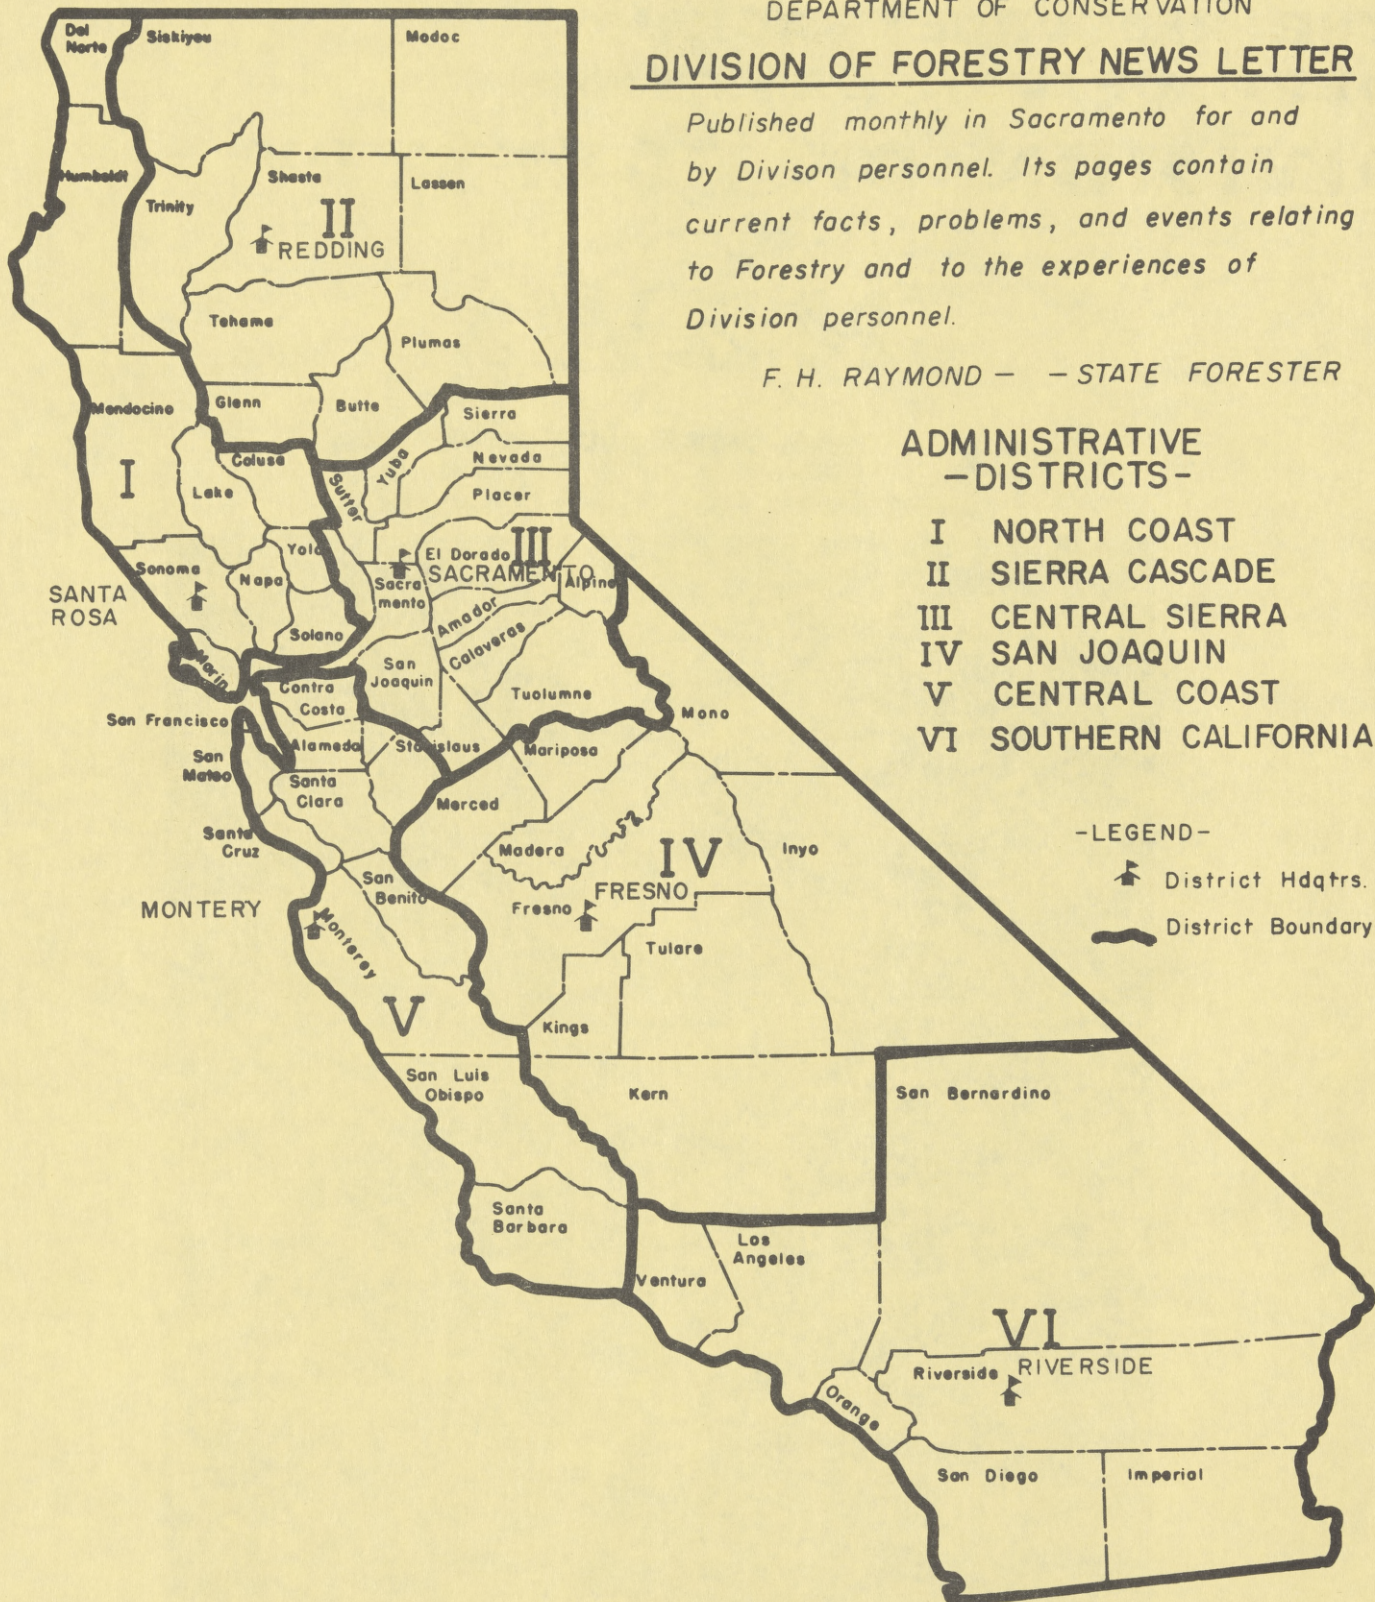 DEPARTMENT OF CONSERVATION
DIVISION OF FORESTRY NEWS LETTER
Published monthly in Sacramento for and
by Divison personnel. Its pages contain
current facts, problems, and events relating
to Forestry and to the experiences of
Division personnel.
F. H. RAYMOND - - STATE FORESTER
ADMINISTRATIVE
-DISTRICTS-
I NORTH COAST
II SIERRA CASCADE
III CENTRAL SIERRA
IV SAN JOAQUIN
V CENTRAL COAST
VI SOUTHERN CALIFORNIA
-LEGEND-
District Hdqtrs.
District Boundary
Del
Norte
Siskiyou
Modoc
Humboldt
Trinity
Shasta
Lassen
II
REDDING
Tehama
Plumas
Mendocino
Glenn
Butte
Sierra
I
Colusa
Lake
Sutter
Yuba
Nevada
Placer
Yolo
El Dorado
III
SACRAMENTO
Sonoma
Napa
Sacra
mento
Alpine
SANTA
ROSA
Solano
Amador
Calaveras
Marin
San
Joaquin
Contra
Costa
Tuolumne
San Francisco
Mono
Alameda
Stanislaus
Mariposa
San
Mateo
Santa
Clara
Merced
Santa
Cruz
Madera
IV
Inyo
San
Benito
FRESNO
Fresno
MONTERY
Monterey
Tulare
V
Kings
San Luis
Obispo
Kern
San Bernardino
Santa
Barbara
Los
Angeles
Ventura
VI
Riverside
RIVERSIDE
Orange
San Diego
Imperial